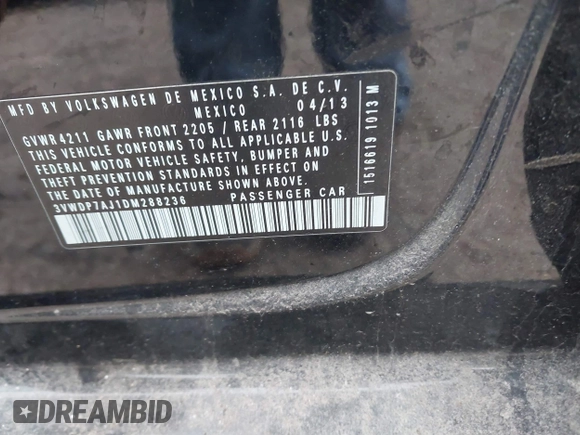 MFD BY VOLKSWAGEN DE MEXICO S.A. DE C.V.
MEXICO 04/13
GVWR 4211 GAWR FRONT 2205 / REAR 2116 LBS
THIS VEHICLE CONFORMS TO ALL APPLICABLE U.S.
FEDERAL MOTOR VEHICLE SAFETY, BUMPER AND
THEFT PREVENTION STANDARDS IN EFFECT ON
THE DATE OF MANUFACTURE SHOWN ABOVE.
3VWDP7AJ1DM288236 PASSENGER CAR
1516619 1013 M
DREAMBID